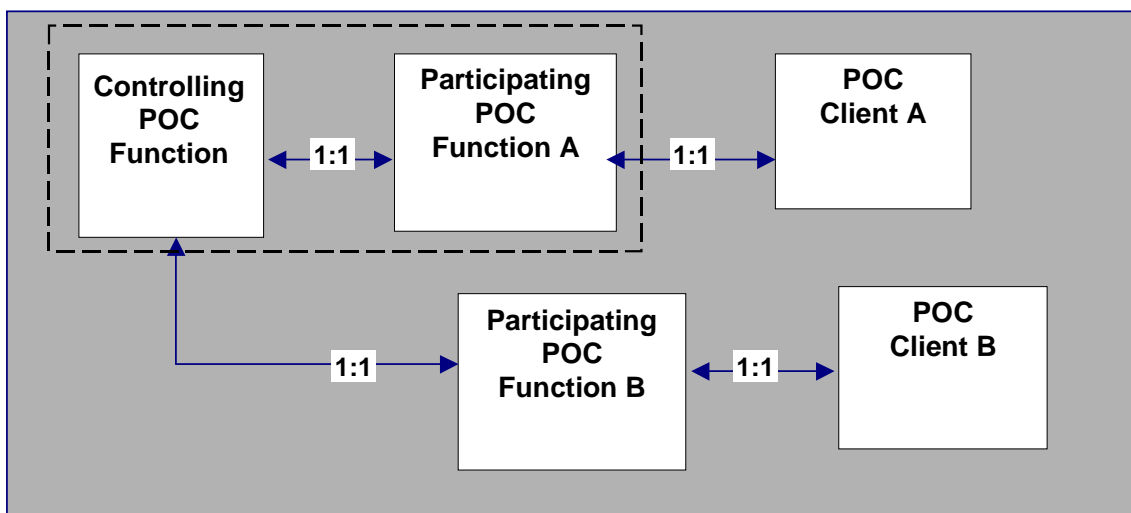 Controlling
POC
Function
1:1
Participating
POC
Function A
1:1
POC
Client A
1:1
Participating
POC
Function B
1:1
POC
Client B